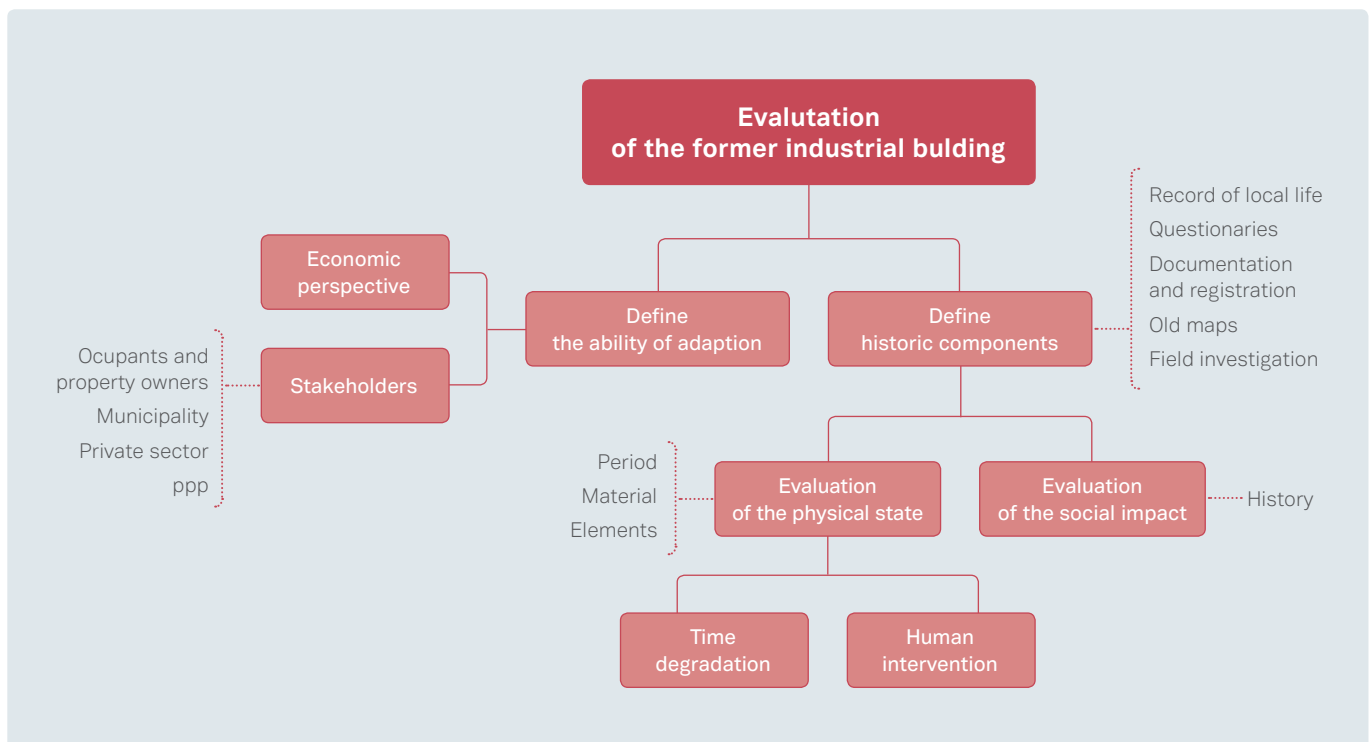 Evalutation
of the former industrial bulding
Record of local life
Questionaries
Documentation
and registration
Old maps
Field investigation
Economic
perspective
Define
the ability of adaption
Define
historic components
Ocupants and
property owners
Municipality
Private sector
ppp
Stakeholders
Period
Material
Elements
Evaluation
of the physical state
Evaluation
of the social impact
History
Time
degradation
Human
intervention